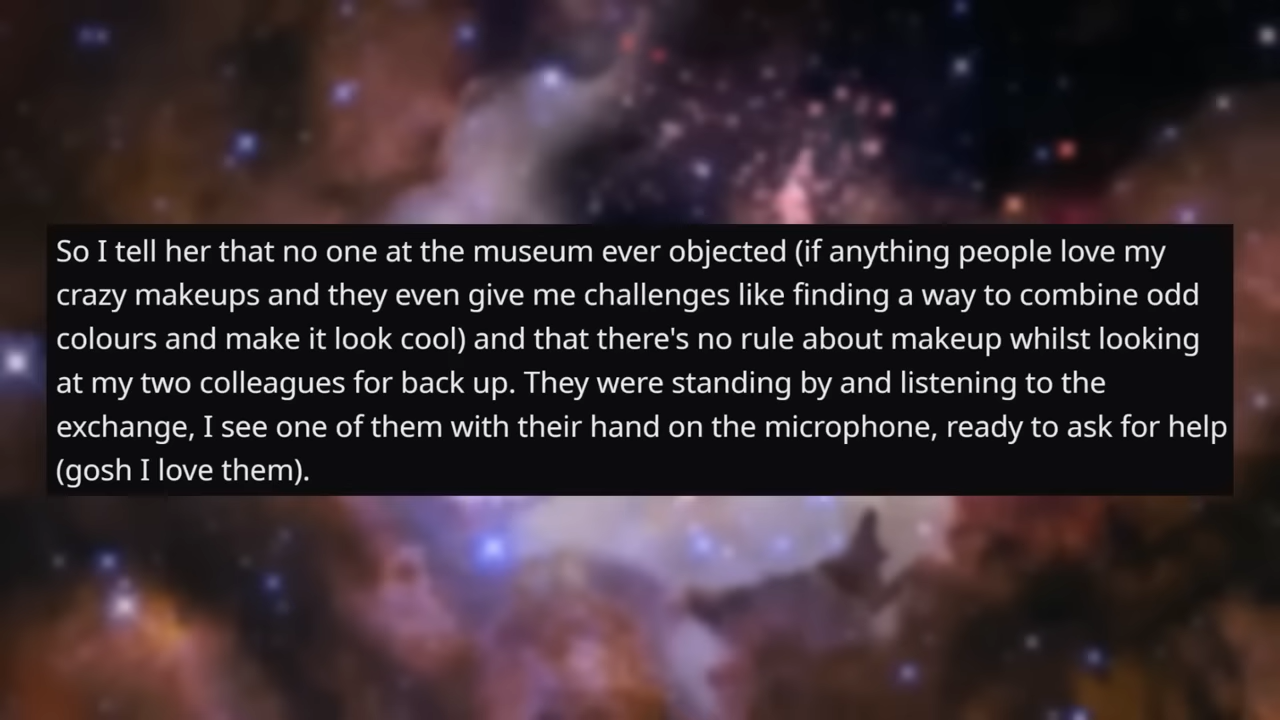 So I tell her that no one at the museum ever objected (if anything people love my
crazy makeups and they even give me challenges like finding a way to combine odd
colours and make it look cool) and that there's no rule about makeup whilst looking
at my two colleagues for back up. They were standing by and listening to the
exchange, I see one of them with their hand on the microphone, ready to ask for help
(gosh I love them).